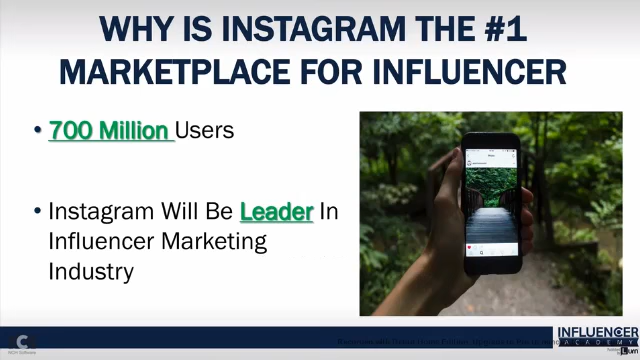 WHY IS INSTAGRAM THE #1
MARKETPLACE FOR INFLUENCER
• 700 Million Users
• Instagram Will Be Leader In
Influencer Marketing
Industry
INFLUENCER
ACADEMY